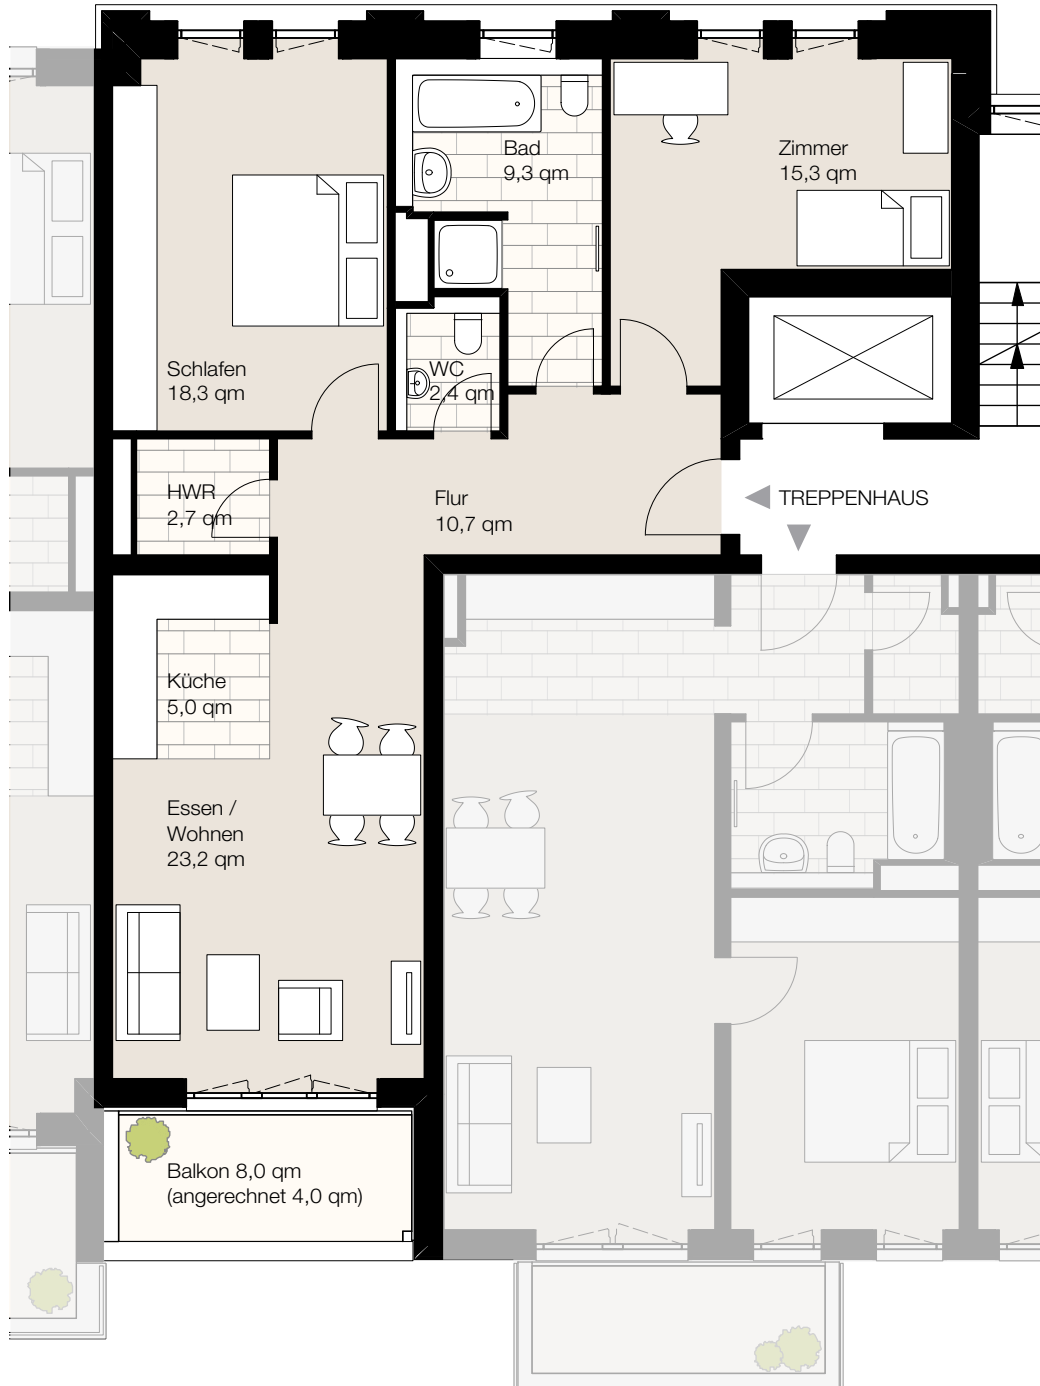 Bad
9,3 qm
Zimmer
15,3 qm
Schlafen
18,3 qm
WC
2,4 qm
HWR
2,7 qm
Flur
10,7 qm
TREPPENHAUS
Küche
5,0 qm
Essen /
Wohnen
23,2 qm
Balkon 8,0 qm
(angerechnet 4,0 qm)